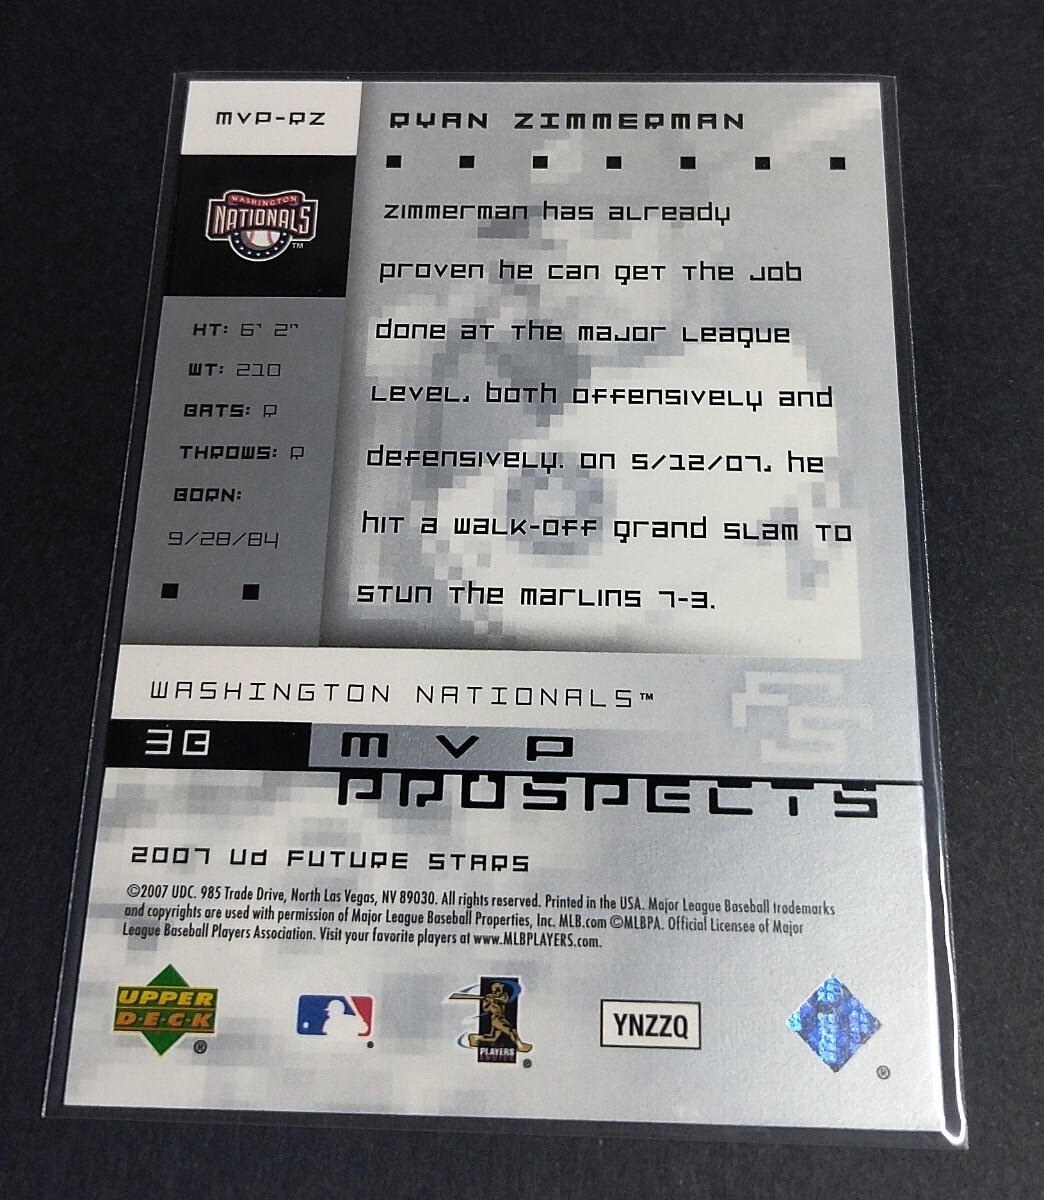 MVP-RZ
RYAN ZIMMERMAN
WASHINGTON
NATIONALS
TM
zimmerman has already
proven he can get the job
done at the major league
level, both offensively and
defensively. on 5/12/07, he
hit a walk-off grand slam to
stun the marlins 7-3.
HT: 6' 2"
WT: 210
BATS: R
THROWS: R
BORN:
9/28/84
WASHINGTON NATIONALS™
FS
3B
MVP
PROSPECTS
2007 Ud FUTURE STARS
©2007 UDC. 985 Trade Drive, North Las Vegas, NV 89030. All rights reserved. Printed in the USA. Major League Baseball trademarks
and copyrights are used with permission of Major League Baseball Properties, Inc. MLB.com ©MLBPA. Official Licensee of Major
League Baseball Players Association. Visit your favorite players at www.MLBPLAYERS.com.
UPPER
D·E·C·K
®
PLAYERS
YNZZQ
®